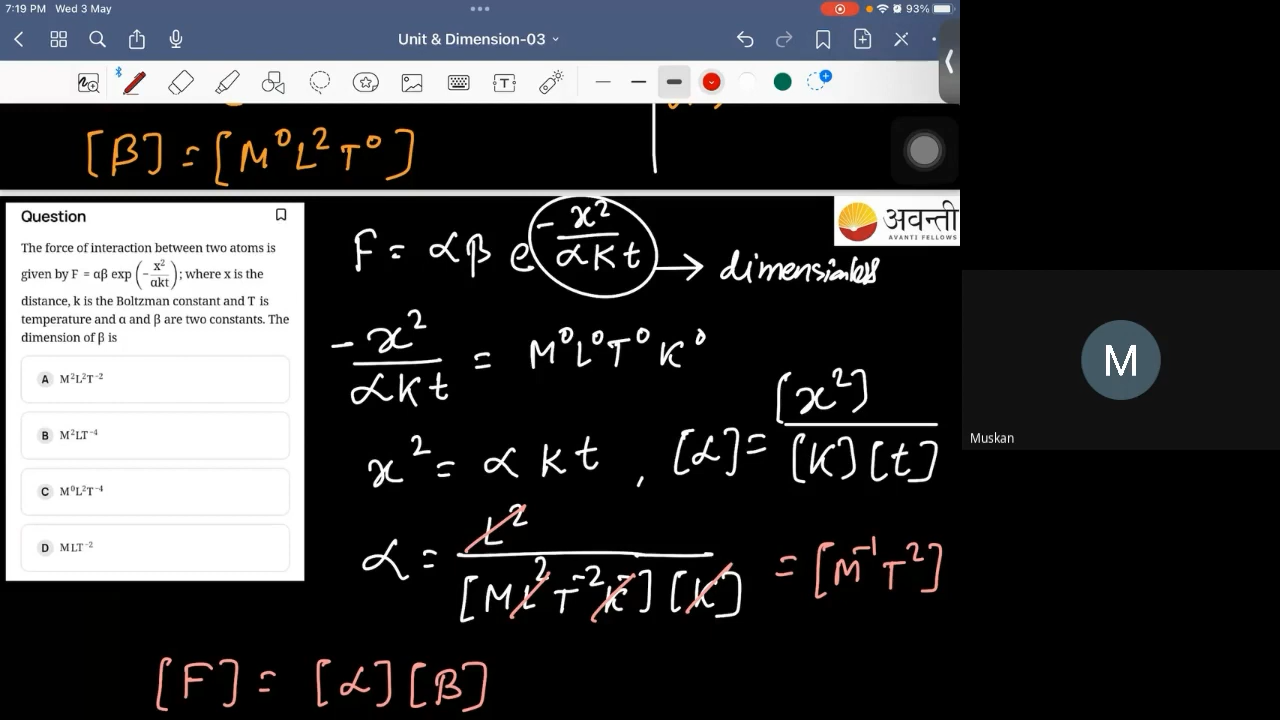 7:19 PM Wed 3 May
93%
Unit & Dimension-03
[β] = [M⁰L²T⁰]
Question
The force of interaction between two atoms is
given by F = αβ exp (-x²/αkt); where x is the
distance, k is the Boltzman constant and T is
temperature and α and β are two constants. The
dimension of β is
A M²L²T⁻²
B M²LT⁻⁴
C M⁰L²T⁻⁴
D MLT⁻²
अवन्ती
AVANTI FELLOWS
F = αβ e^(-x²/αKt) → dimensionless
-x²/αKt = M⁰L⁰T⁰K⁰
x² = αKt , [α] = [x²]/[K][t]
α = L²/[ML²T⁻²K⁻][K] = [M⁻¹T²]
[F] = [α][β]
M
Muskan